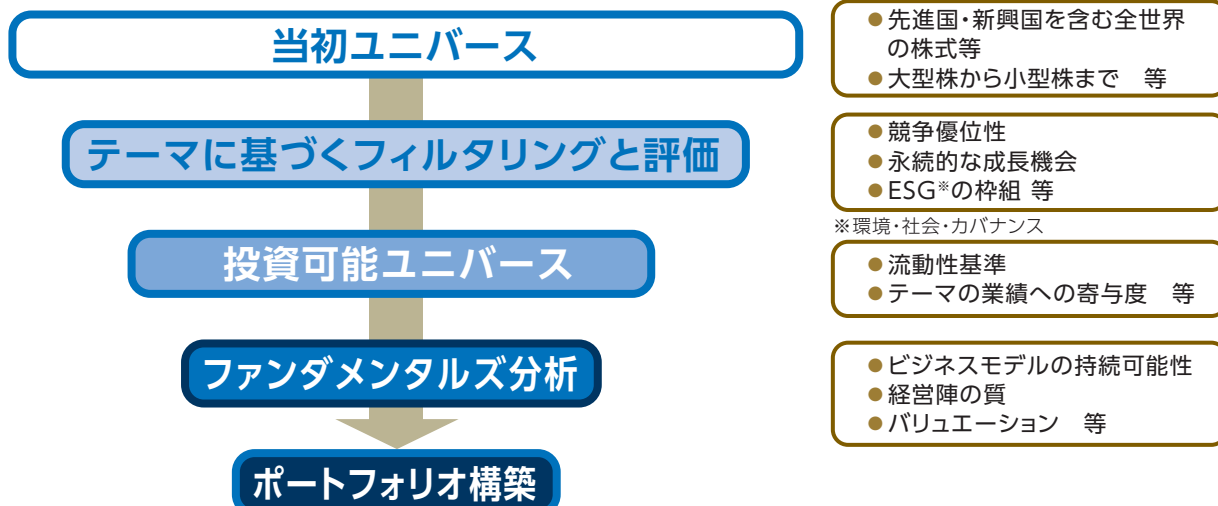 当初ユニバース
●先進国・新興国を含む全世界
の株式等
●大型株から小型株まで　等
テーマに基づくフィルタリングと評価
●競争優位性
●永続的な成長機会
●ESG※の枠組 等
※環境・社会・カバナンス
投資可能ユニバース
●流動性基準
●テーマの業績への寄与度　等
ファンダメンタルズ分析
●ビジネスモデルの持続可能性
●経営陣の質
●バリュエーション　等
ポートフォリオ構築